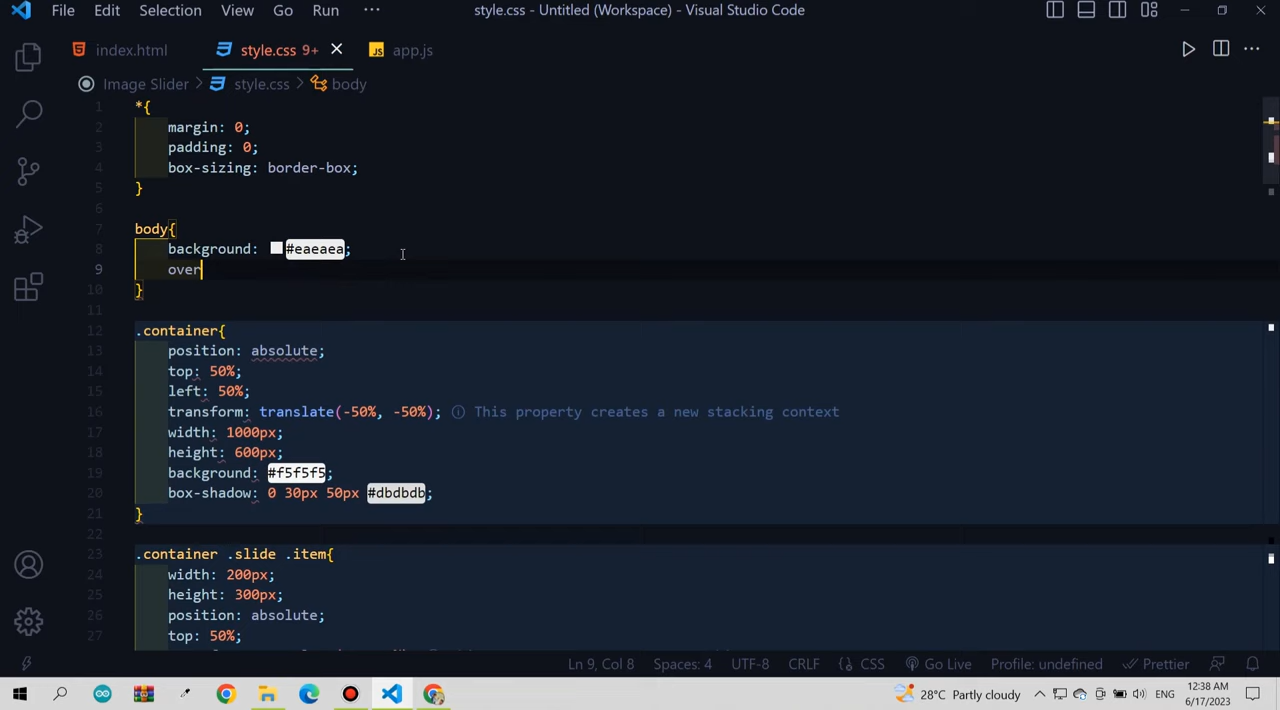 File Edit Selection View Go Run ··· style.css - Untitled (Workspace) - Visual Studio Code
index.html style.css 9+ JS app.js
Image Slider > style.css > body
1 *{
2 margin: 0;
3 padding: 0;
4 box-sizing: border-box;
5 }
6
7 body{
8 background: #eaeaea;
9 over
10 }
11
12 .container{
13 position: absolute;
14 top: 50%;
15 left: 50%;
16 transform: translate(-50%, -50%); This property creates a new stacking context
17 width: 1000px;
18 height: 600px;
19 background: #f5f5f5;
20 box-shadow: 0 30px 50px #dbdbdb;
21 }
22
23 .container .slide .item{
24 width: 200px;
25 height: 300px;
26 position: absolute;
27 top: 50%;
Ln 9, Col 8 Spaces: 4 UTF-8 CRLF {} CSS Go Live Profile: undefined Prettier
28°C Partly cloudy ENG 12:38 AM
6/17/2023